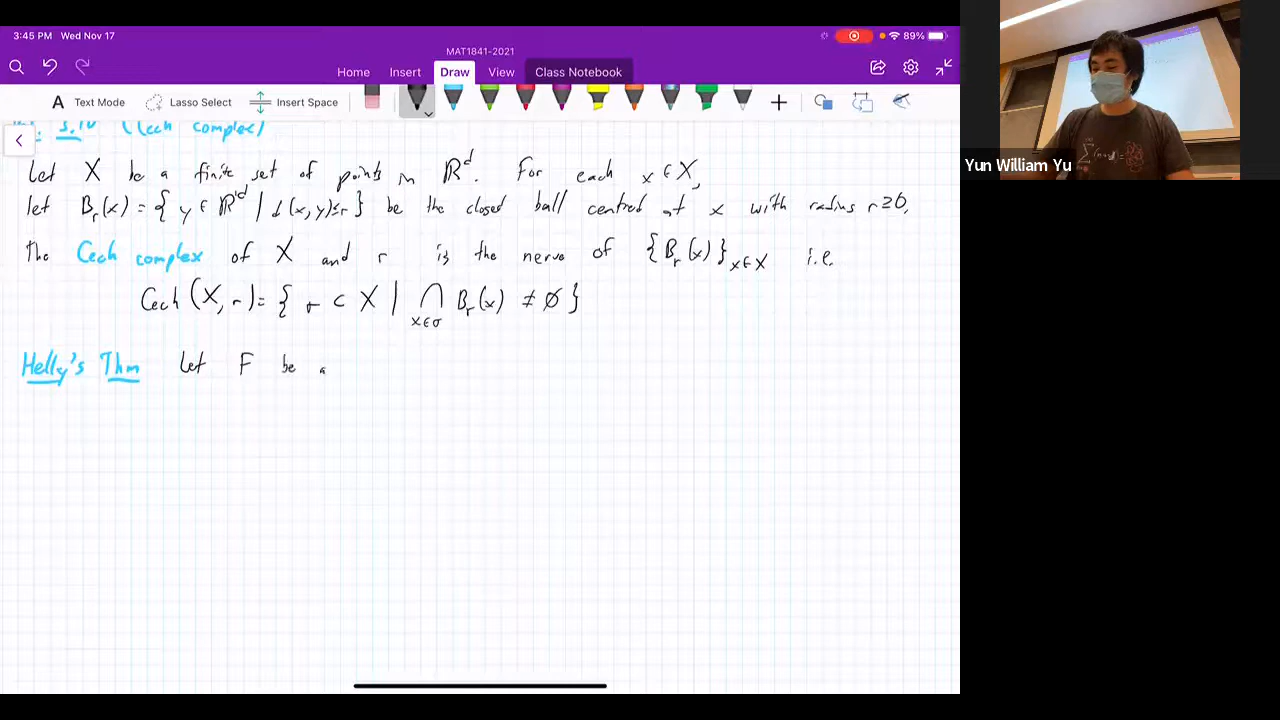 3:45 PM Wed Nov 17
89%
MAT1841-2021
Home Insert Draw View Class Notebook
Text Mode Lasso Select Insert Space
(Cech complex)
Let X be a finite set of points in ℝ^d. For each x ∈ X,
let B_r(x) = { y ∈ ℝ^d | d(x, y) ≤ r } be the closed ball centred at x with radius r ≥ 0.
The Cech complex of X and r is the nerve of {B_r(x)}_{x∈X} i.e.
Cech (X, r) = { σ ⊂ X | ∩_{x∈σ} B_r(x) ≠ ∅ }
Helly's Thm Let F be a
Yun William Yu